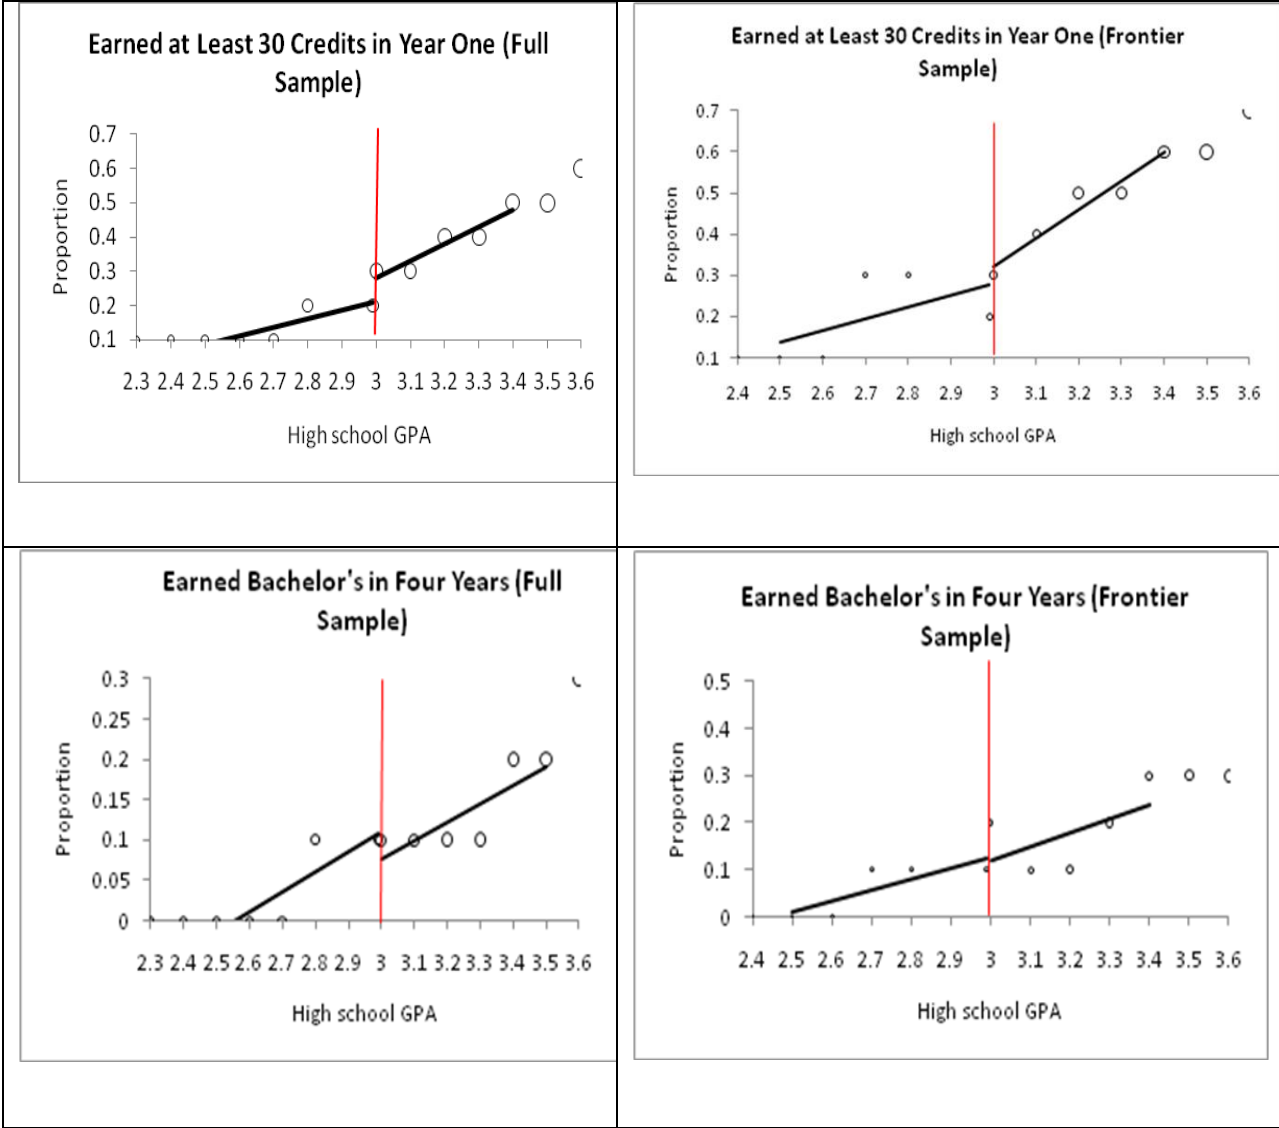 Earned at Least 30 Credits in Year One (Full
Sample)
0.7
0.6
0.5
0.4
0.3
0.2
0.1
Proportion
2.3 2.4 2.5 2.6 2.7 2.8 2.9 3 3.1 3.2 3.3 3.4 3.5 3.6
High school GPA
Earned at Least 30 Credits in Year One (Frontier
Sample)
0.7
0.6
0.5
0.4
0.3
0.2
0.1
Proportion
2.4 2.5 2.6 2.7 2.8 2.9 3 3.1 3.2 3.3 3.4 3.5 3.6
High school GPA
Earned Bachelor's in Four Years (Full
Sample)
0.3
0.25
0.2
0.15
0.1
0.05
0
Proportion
2.3 2.4 2.5 2.6 2.7 2.8 2.9 3 3.1 3.2 3.3 3.4 3.5 3.6
High school GPA
Earned Bachelor's in Four Years (Frontier
Sample)
0.5
0.4
0.3
0.2
0.1
0
Proportion
2.4 2.5 2.6 2.7 2.8 2.9 3 3.1 3.2 3.3 3.4 3.5 3.6
High school GPA